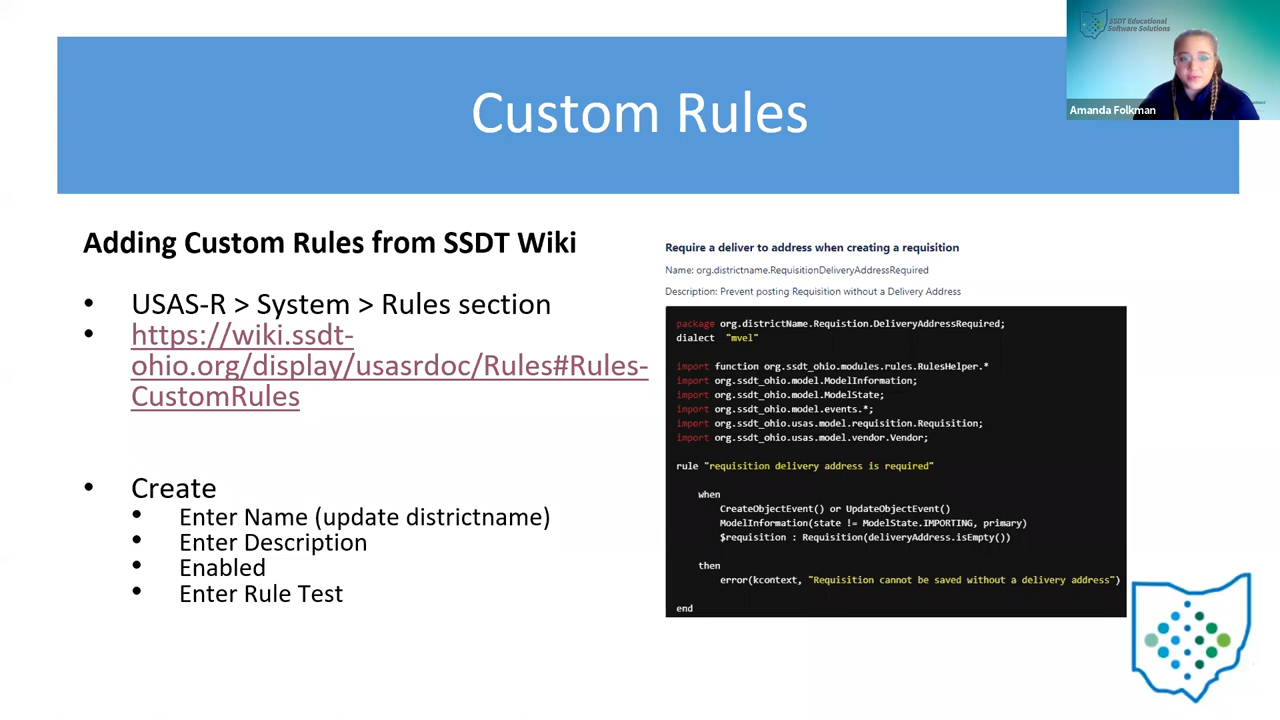 SSDT Educational
Software Solutions
Amanda Folkman
Custom Rules
Adding Custom Rules from SSDT Wiki
• USAS-R > System > Rules section
• https://wiki.ssdt-
ohio.org/display/usasrdoc/Rules#Rules-
CustomRules
• Create
• Enter Name (update districtname)
• Enter Description
• Enabled
• Enter Rule Test
Require a deliver to address when creating a requisition
Name: org.districtname.RequisitionDeliveryAddressRequired
Description: Prevent posting Requisition without a Delivery Address
package org.districtName.Requistion.DeliveryAddressRequired;
dialect "mvel"
import function org.ssdt_ohio.modules.rules.RulesHelper.*
import org.ssdt_ohio.model.ModelInformation;
import org.ssdt_ohio.model.ModelState;
import org.ssdt_ohio.model.events.*;
import org.ssdt_ohio.usas.model.requisition.Requisition;
import org.ssdt_ohio.usas.model.vendor.Vendor;
rule "requisition delivery address is required"
when
CreateObjectEvent() or UpdateObjectEvent()
ModelInformation(state != ModelState.IMPORTING, primary)
$requisition : Requisition(deliveryAddress.isEmpty())
then
error(kcontext, "Requisition cannot be saved without a delivery address")
end